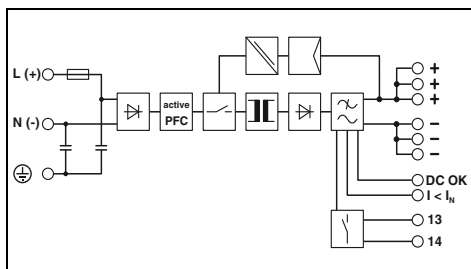 L (+)
N (-)
active
PFC
+
+
+
−
−
−
DC OK
I < I_N
13
14